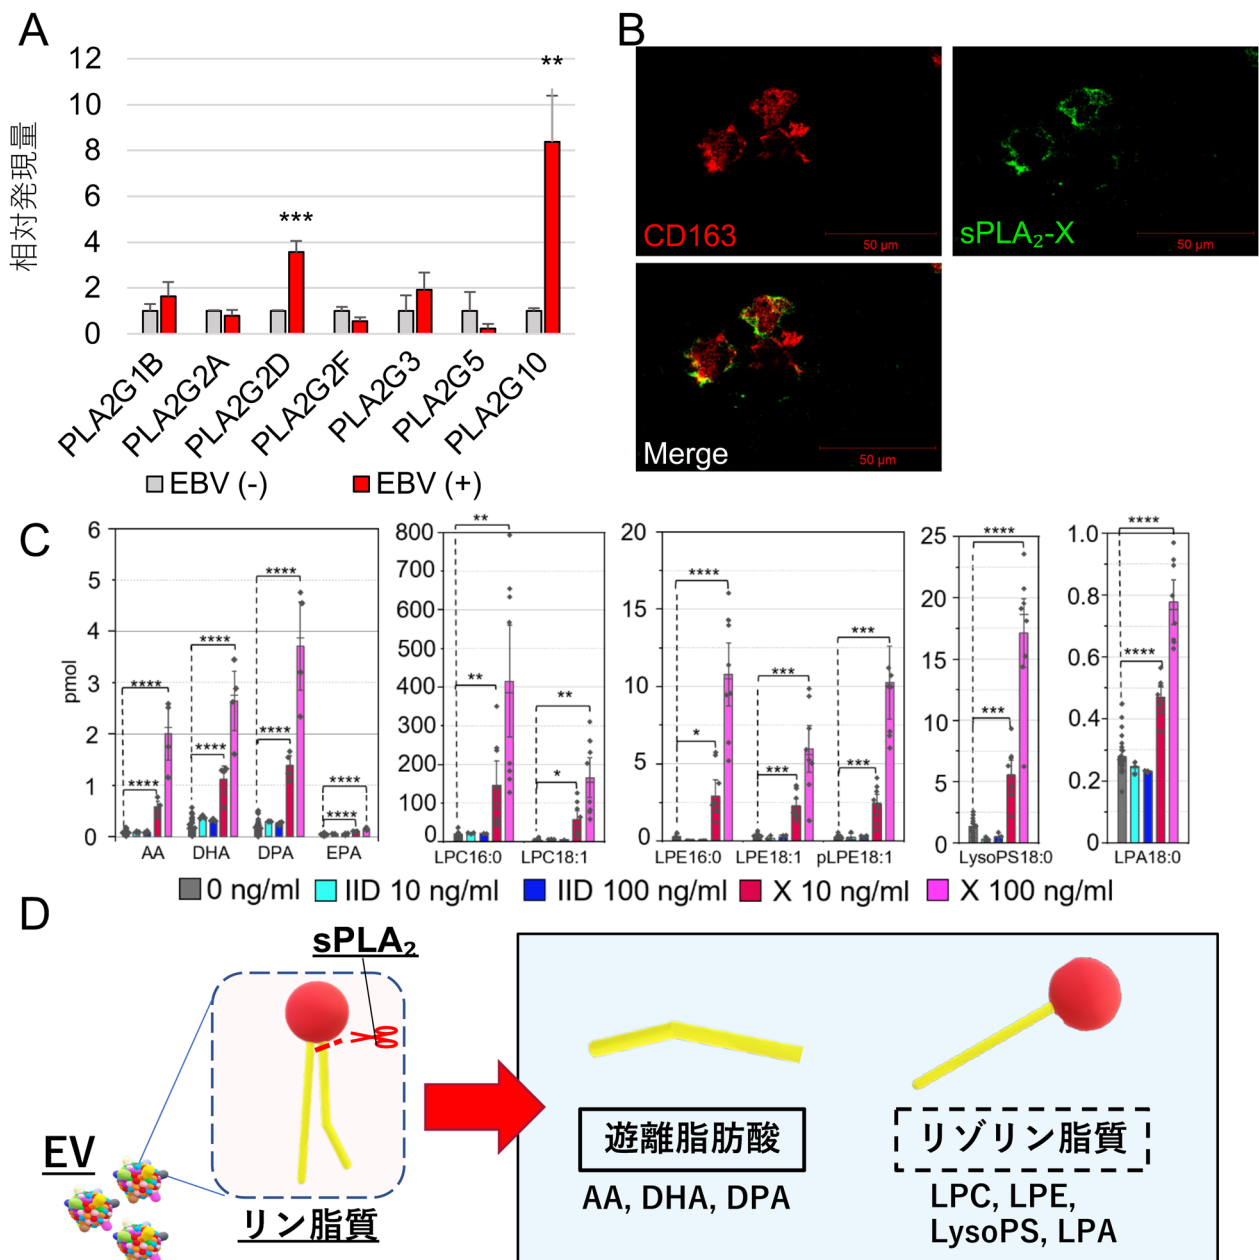 A
相対発現量
12
10
8
6
4
2
0
**
***
PLA2G1B
PLA2G2A
PLA2G2D
PLA2G2F
PLA2G3
PLA2G5
PLA2G10
EBV (-)
EBV (+)
B
CD163
50 µm
sPLA₂-X
50 µm
Merge
50 µm
C
pmol
6
5
4
3
2
1
0
****
****
****
****
****
****
****
****
AA
DHA
DPA
EPA
800
700
600
500
400
300
200
100
0
**
**
**
*
LPC16:0
LPC18:1
20
15
10
5
0
****
*
***
***
***
***
LPE16:0
LPE18:1
pLPE18:1
25
20
15
10
5
0
****
***
LysoPS18:0
1.0
0.8
0.6
0.4
0.2
0
****
****
LPA18:0
0 ng/ml
IID 10 ng/ml
IID 100 ng/ml
X 10 ng/ml
X 100 ng/ml
D
sPLA₂
EV
リン脂質
遊離脂肪酸
AA, DHA, DPA
リゾリン脂質
LPC, LPE,
LysoPS, LPA